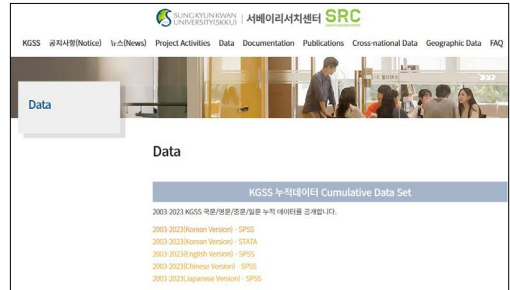 SUNGKYUNKWAN
UNIVERSITY(SKKU)
서베이리서치센터 SRC
KGSS 공지사항(Notice) 뉴스(News) Project Activities Data Documentation Publications Cross-national Data Geographic Data FAQ
Data
Data
KGSS 누적데이터 Cumulative Data Set
2003-2023 KGSS 국문/영문/중문/일문 누적 데이터를 공개합니다.
2003-2023(Korean Version) - SPSS
2003-2023(Korean Version) - STATA
2003-2023(English Version) - SPSS
2003-2023(Chinese Version) - SPSS
2003-2023(Japanese Version) - SPSS